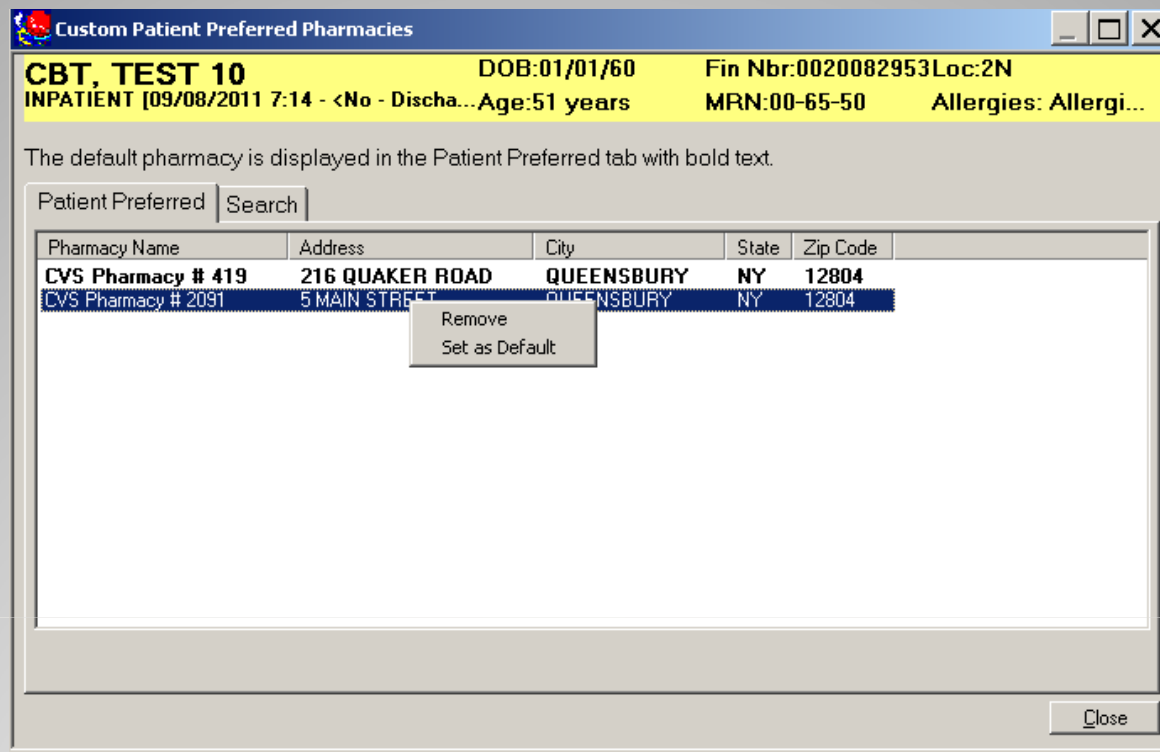 Custom Patient Preferred Pharmacies
CBT, TEST 10 DOB:01/01/60 Fin Nbr:0020082953 Loc:2N
INPATIENT [09/08/2011 7:14 - <No - Discha... Age:51 years MRN:00-65-50 Allergies: Allergi...
The default pharmacy is displayed in the Patient Preferred tab with bold text.
Patient Preferred Search
Pharmacy Name Address City State Zip Code
CVS Pharmacy # 419 216 QUAKER ROAD QUEENSBURY NY 12804
CVS Pharmacy # 2091 5 MAIN STREET QUEENSBURY NY 12804
Remove
Set as Default
Close